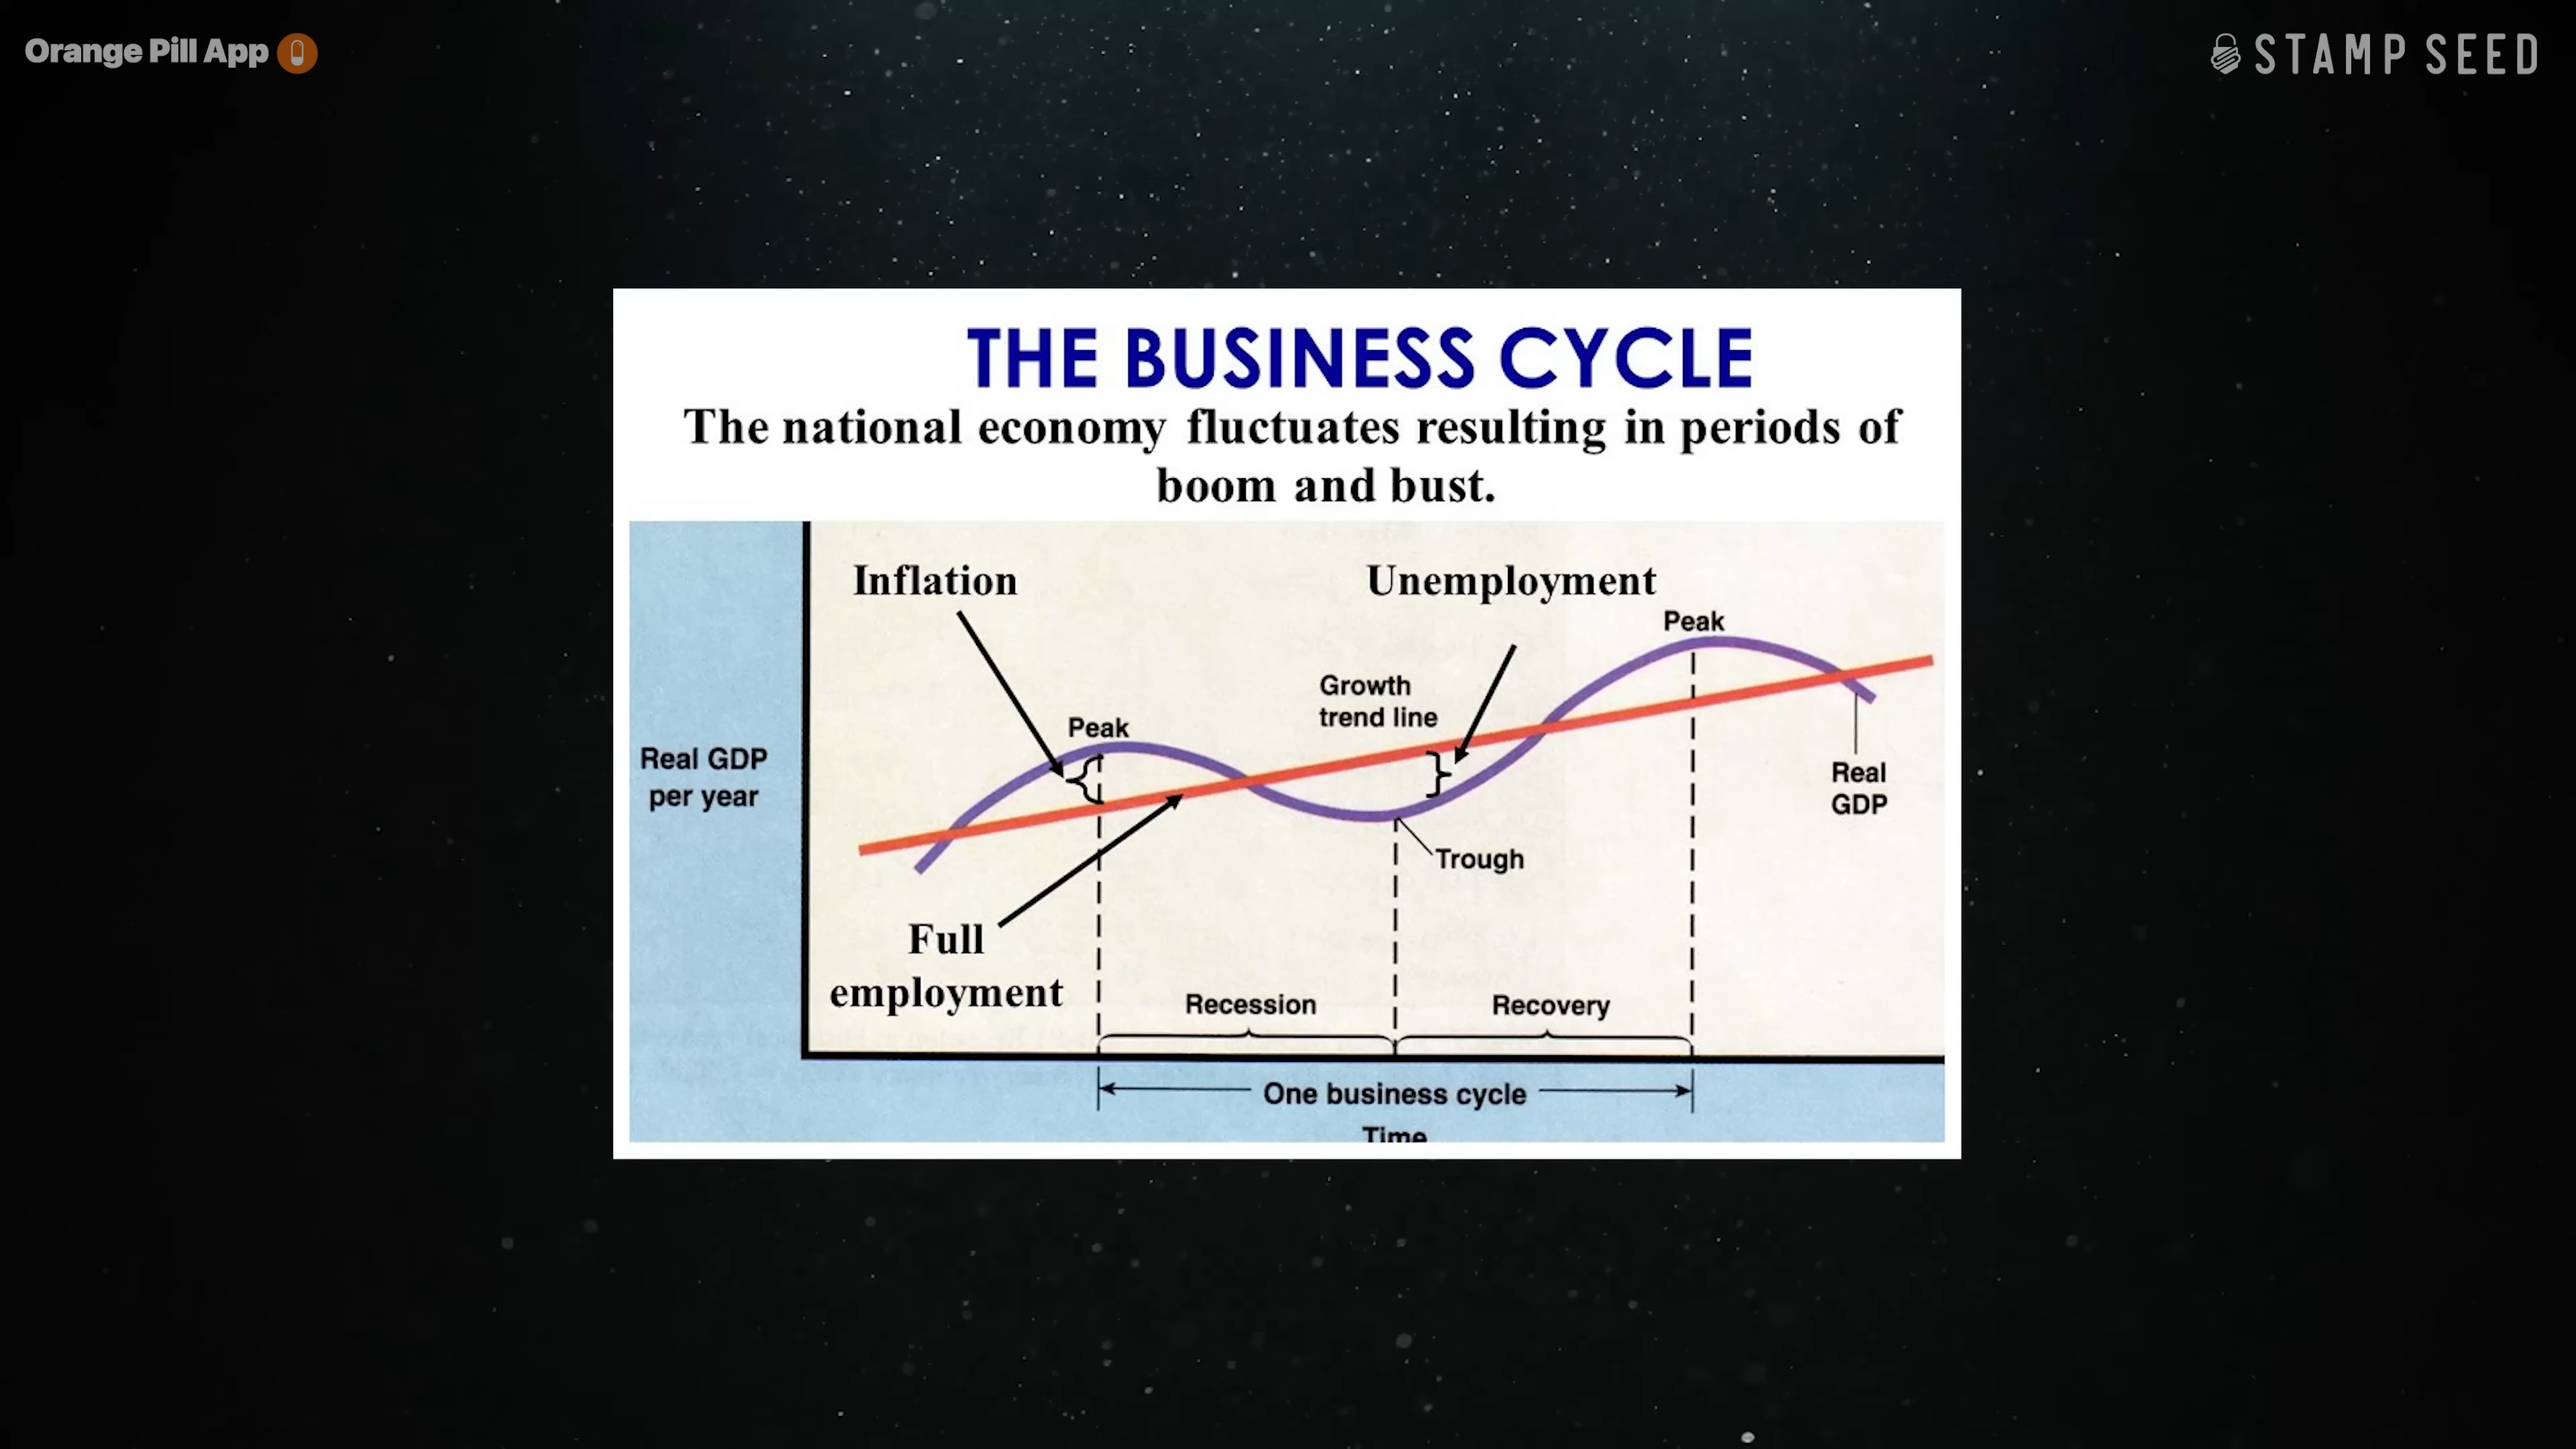 Orange Pill App
STAMP SEED
THE BUSINESS CYCLE
The national economy fluctuates resulting in periods of
boom and bust.
Inflation
Unemployment
Peak
Growth
trend line
Peak
Real GDP
per year
Real
GDP
Trough
Full
employment
Recession
Recovery
One business cycle
Time